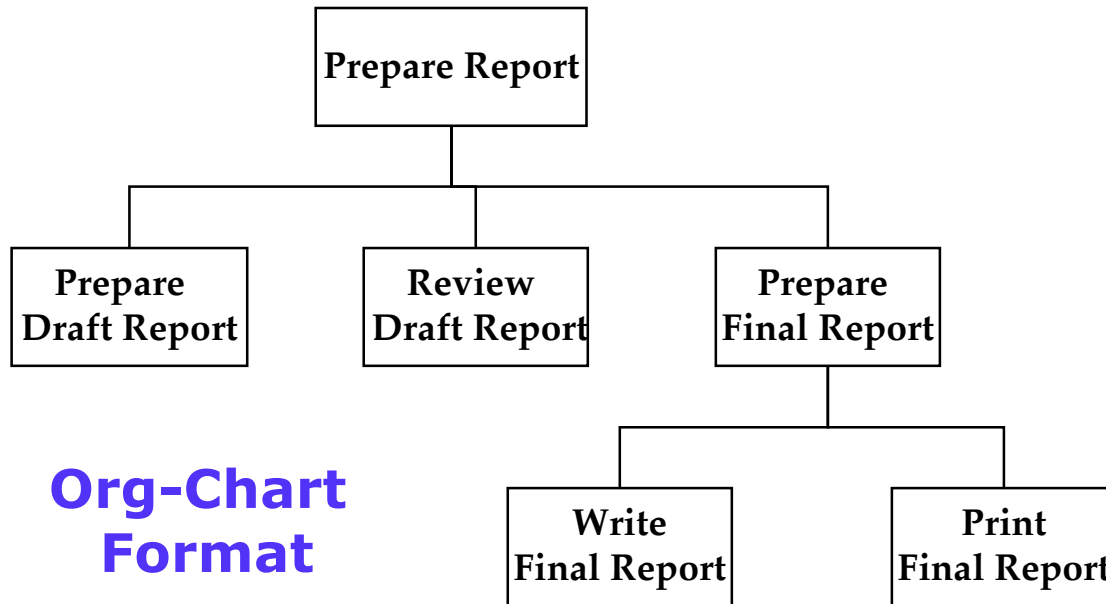 Prepare Report
Prepare
Draft Report
Review
Draft Report
Prepare
Final Report
Org-Chart
Format
Write
Final Report
Print
Final Report